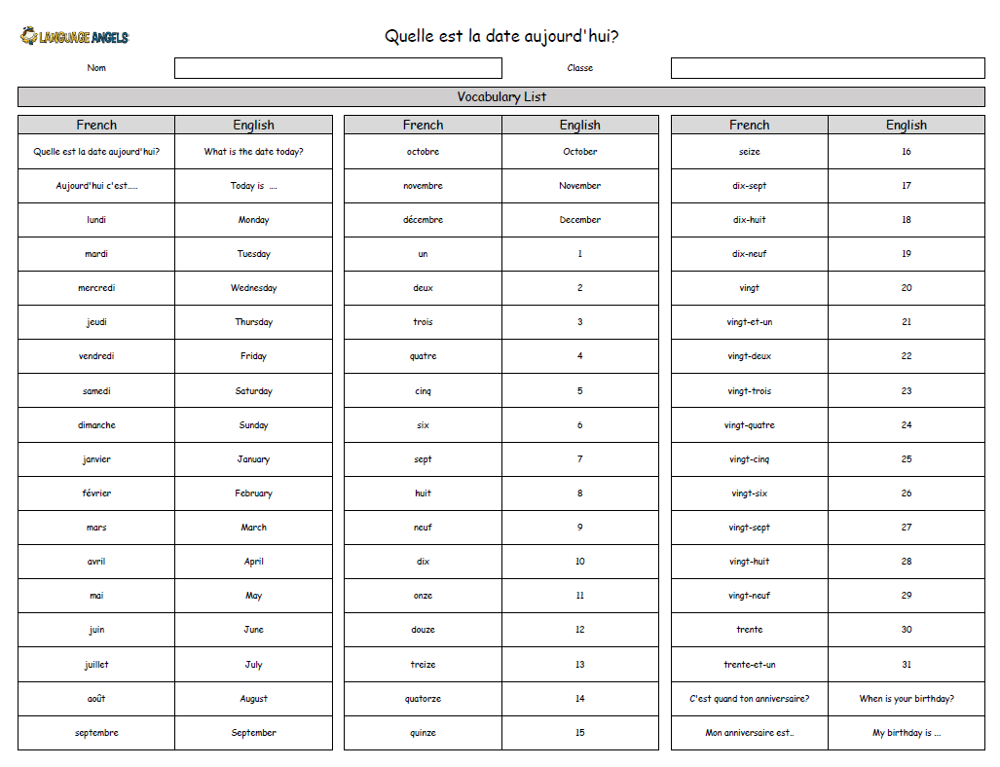 LANGUAGE ANGELS
Quelle est la date aujourd'hui?
Nom Classe
Vocabulary List
French English
Quelle est la date aujourd'hui? What is the date today?
Aujourd'hui c'est..... Today is ....
lundi Monday
mardi Tuesday
mercredi Wednesday
jeudi Thursday
vendredi Friday
samedi Saturday
dimanche Sunday
janvier January
février February
mars March
avril April
mai May
juin June
juillet July
août August
septembre September
French English
octobre October
novembre November
décembre December
un 1
deux 2
trois 3
quatre 4
cinq 5
six 6
sept 7
huit 8
neuf 9
dix 10
onze 11
douze 12
treize 13
quatorze 14
quinze 15
French English
seize 16
dix-sept 17
dix-huit 18
dix-neuf 19
vingt 20
vingt-et-un 21
vingt-deux 22
vingt-trois 23
vingt-quatre 24
vingt-cinq 25
vingt-six 26
vingt-sept 27
vingt-huit 28
vingt-neuf 29
trente 30
trente-et-un 31
C'est quand ton anniversaire? When is your birthday?
Mon anniversaire est.. My birthday is ...